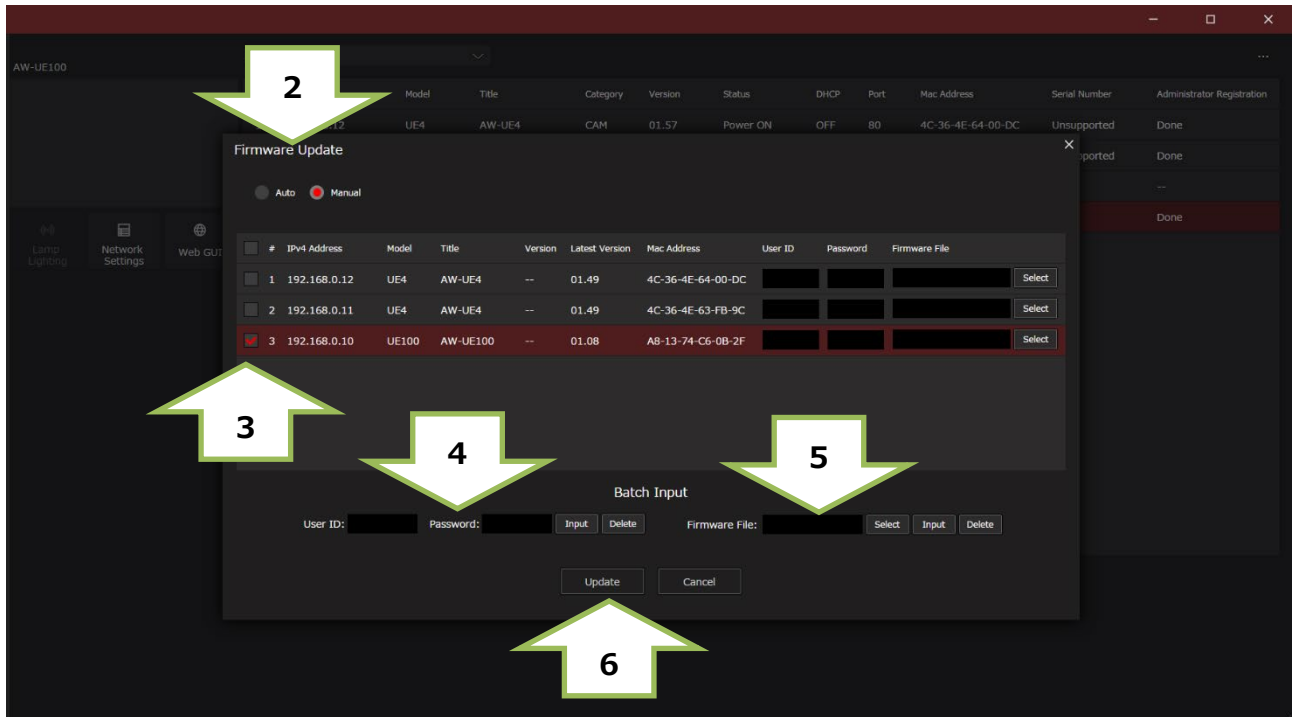 AW-UE100
...
2
Model Title Category Version Status DHCP Port Mac Address Serial Number Administrator Registration
.12 UE4 AW-UE4 CAM 01.57 Power ON OFF 80 4C-36-4E-64-00-DC Unsupported Done
Firmware Update
pported Done
Auto Manual
--
Done
Lamp Lighting
Network Settings
Web GUI
# IPv4 Address Model Title Version Latest Version Mac Address User ID Password Firmware File
1 192.168.0.12 UE4 AW-UE4 -- 01.49 4C-36-4E-64-00-DC Select
2 192.168.0.11 UE4 AW-UE4 -- 01.49 4C-36-4E-63-FB-9C Select
3 192.168.0.10 UE100 AW-UE100 -- 01.08 A8-13-74-C6-0B-2F Select
3
4
5
Batch Input
User ID: Password: Input Delete Firmware File: Select Input Delete
Update Cancel
6